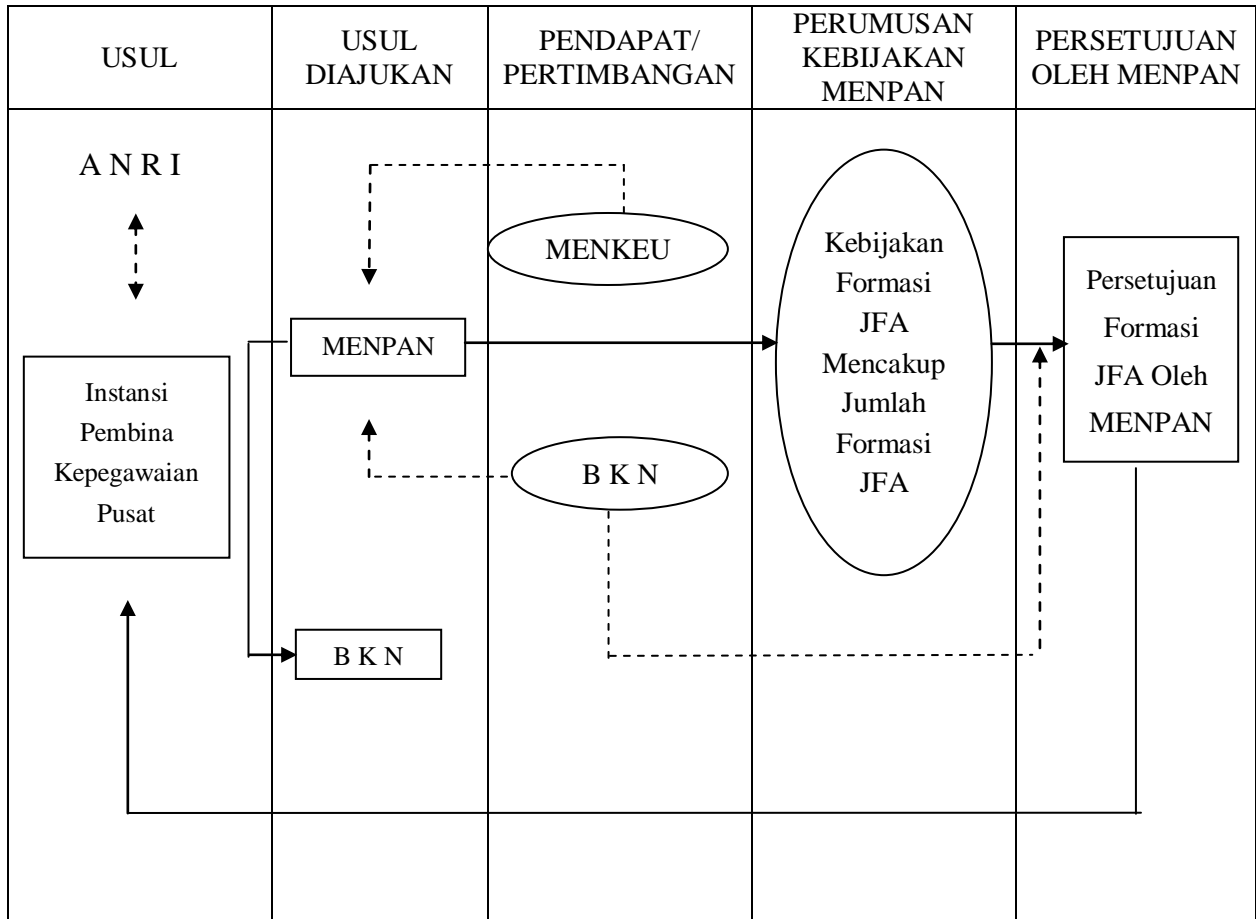 USUL
USUL
DIAJUKAN
PENDAPAT/
PERTIMBANGAN
PERUMUSAN
KEBIJAKAN
MENPAN
PERSETUJUAN
OLEH MENPAN
A N R I
Instansi
Pembina
Kepegawaian
Pusat
MENPAN
B K N
MENKEU
B K N
Kebijakan
Formasi
JFA
Mencakup
Jumlah
Formasi
JFA
Persetujuan
Formasi
JFA Oleh
MENPAN